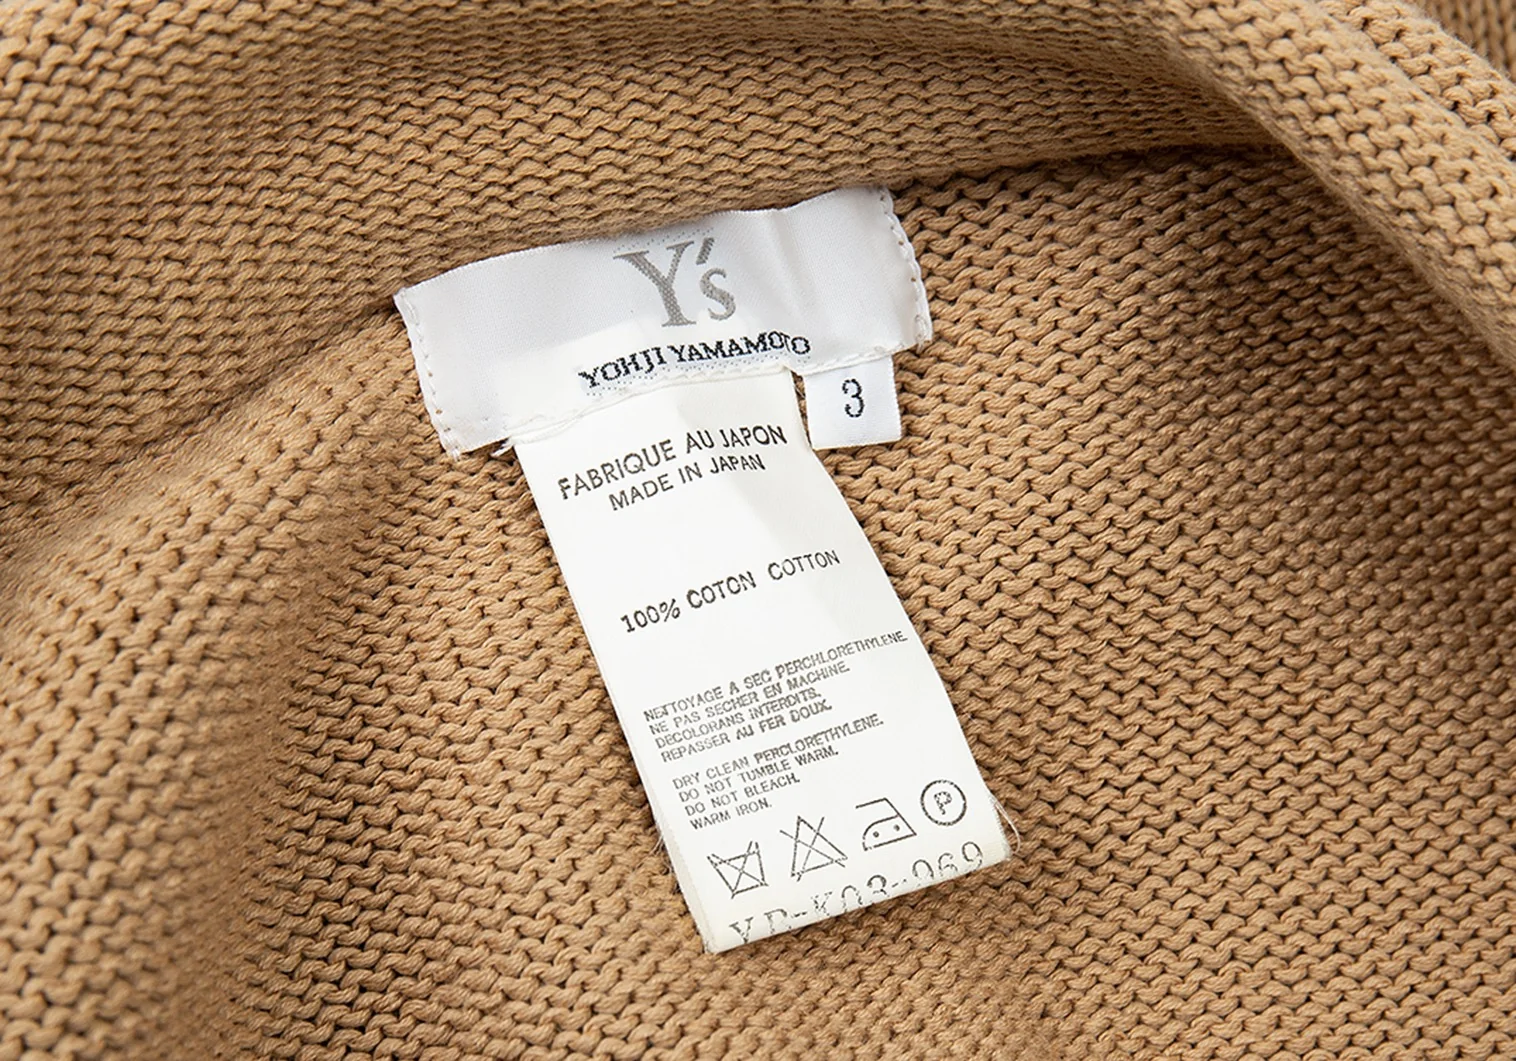 Y's
YOHJI YAMAMOTO
3
FABRIQUE AU JAPON
MADE IN JAPAN
100% COTON COTTON
NETTOYAGE A SEC PERCHLORETHYLENE.
NE PAS SECHER EN MACHINE.
DECOLORANS INTERDITS.
REPASSER AU FER DOUX.
DRY CLEAN PERCLORETHYLENE.
DO NOT TUMBLE WARM.
DO NOT BLEACH.
WARM IRON.
P